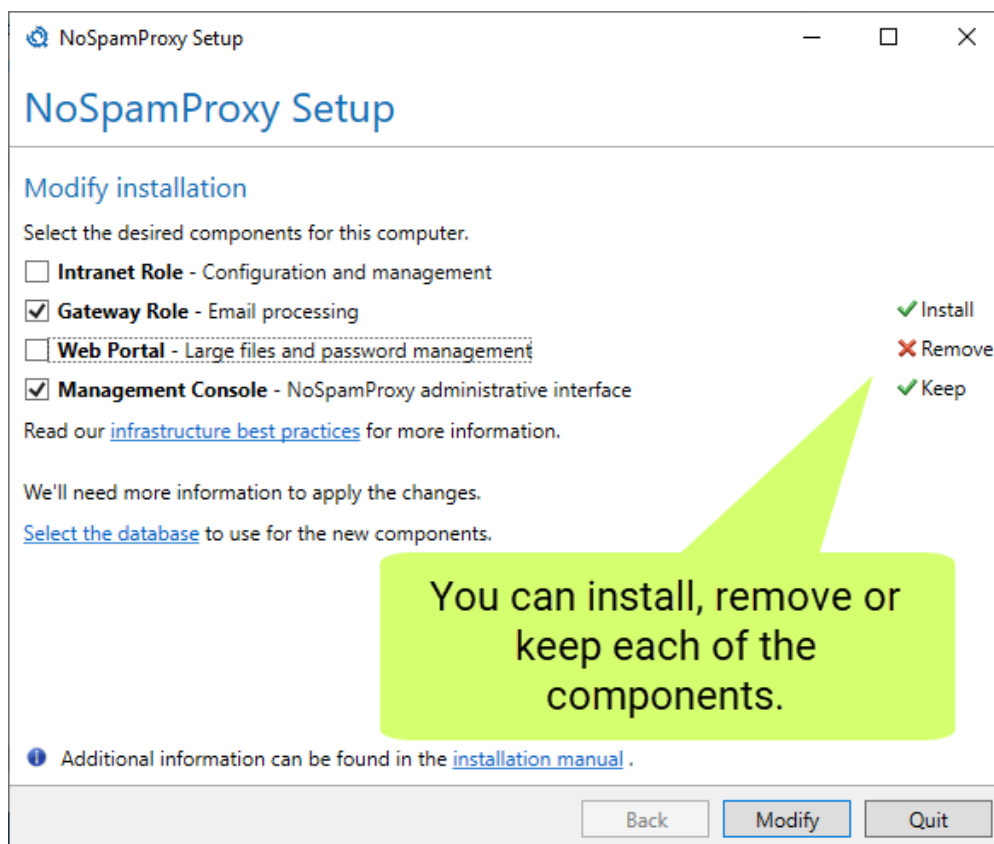 NoSpamProxy Setup
NoSpamProxy Setup
Modify installation
Select the desired components for this computer.
Intranet Role - Configuration and management
Gateway Role - Email processing
Install
Web Portal - Large files and password management
Remove
Management Console - NoSpamProxy administrative interface
Keep
Read our infrastructure best practices for more information.
We'll need more information to apply the changes.
Select the database to use for the new components.
You can install, remove or
keep each of the
components.
Additional information can be found in the installation manual .
Back
Modify
Quit